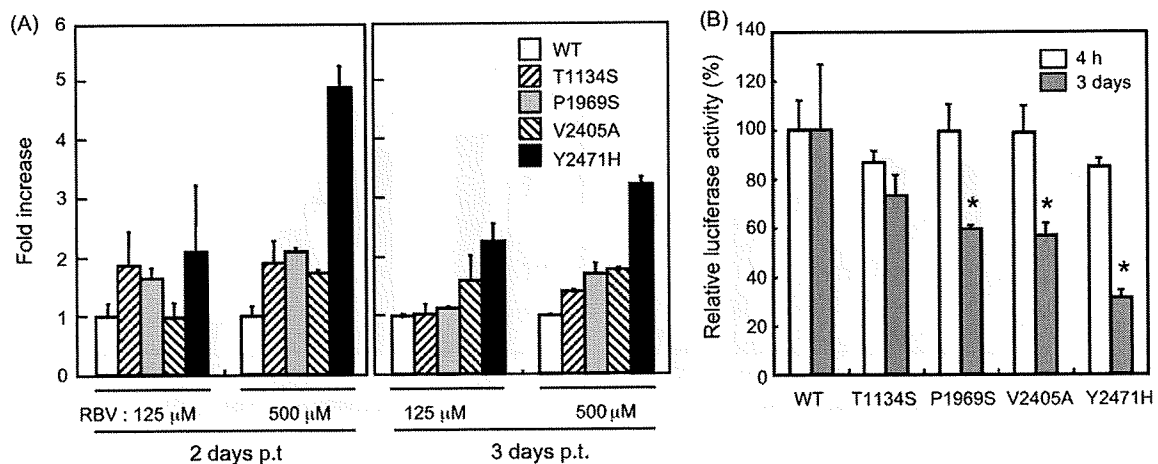 (A)
6
5
4
3
2
1
0
Fold increase
WT
T1134S
P1969S
V2405A
Y2471H
RBV : 125 µM
500 µM
125 µM
500 µM
2 days p.t
3 days p.t.
(B)
140
120
100
80
60
80
40
0
Relative luciferase activity (%)
4 h
3 days
*
*
*
WT
T1134S
P1969S
V2405A
Y2471H